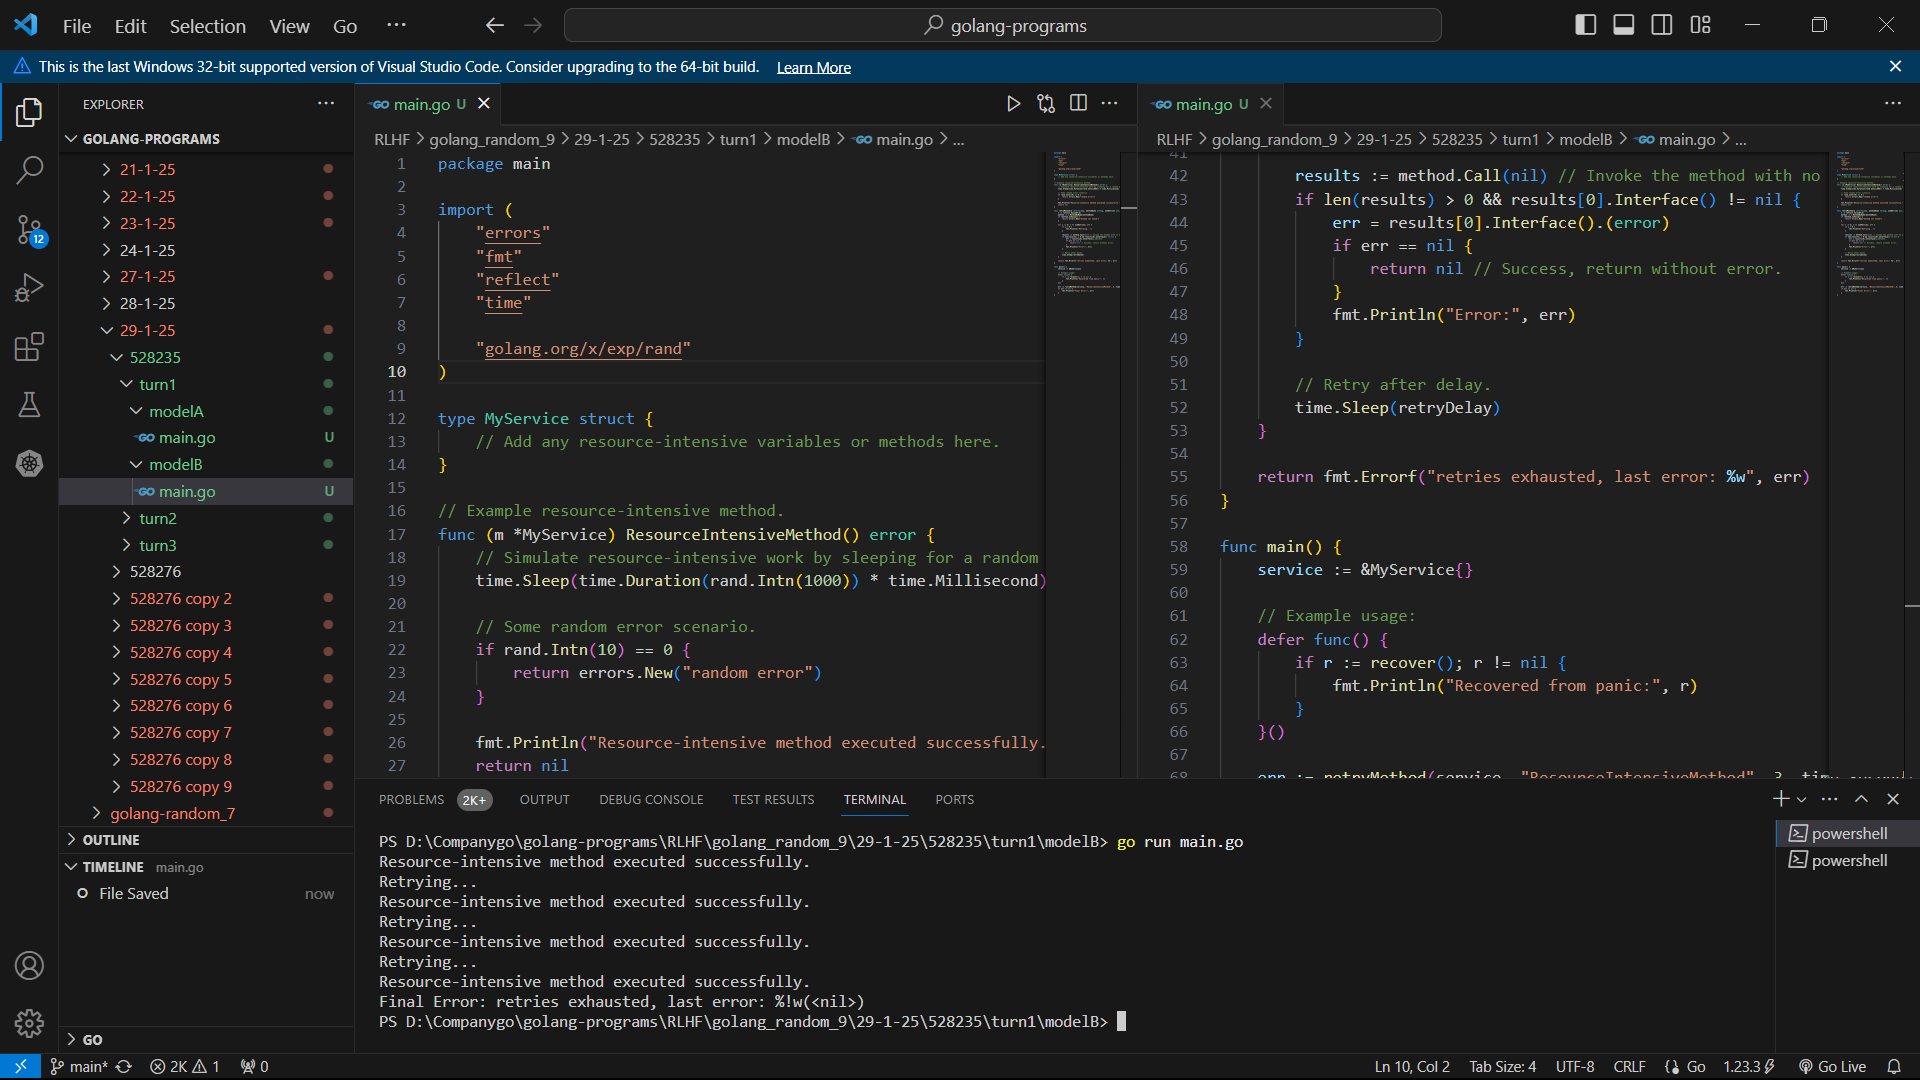 File Edit Selection View Go ···
golang-programs
This is the last Windows 32-bit supported version of Visual Studio Code. Consider upgrading to the 64-bit build. Learn More
EXPLORER
GOLANG-PROGRAMS
21-1-25
22-1-25
23-1-25
24-1-25
27-1-25
28-1-25
29-1-25
528235
turn1
modelA
GO main.go U
modelB
GO main.go U
turn2
turn3
528276
528276 copy 2
528276 copy 3
528276 copy 4
528276 copy 5
528276 copy 6
528276 copy 7
528276 copy 8
528276 copy 9
golang-random_7
OUTLINE
TIMELINE main.go
File Saved now
GO
12
GO main.go U
RLHF > golang_random_9 > 29-1-25 > 528235 > turn1 > modelB > GO main.go > ...
1 package main
2
3 import (
4 "errors"
5 "fmt"
6 "reflect"
7 "time"
8
9 "golang.org/x/exp/rand"
10 )
11
12 type MyService struct {
13 // Add any resource-intensive variables or methods here.
14 }
15
16 // Example resource-intensive method.
17 func (m *MyService) ResourceIntensiveMethod() error {
18 // Simulate resource-intensive work by sleeping for a random
19 time.Sleep(time.Duration(rand.Intn(1000)) * time.Millisecond)
20
21 // Some random error scenario.
22 if rand.Intn(10) == 0 {
23 return errors.New("random error")
24 }
25
26 fmt.Println("Resource-intensive method executed successfully.
27 return nil
GO main.go U
RLHF > golang_random_9 > 29-1-25 > 528235 > turn1 > modelB > GO main.go > ...
41
42 results := method.Call(nil) // Invoke the method with no
43 if len(results) > 0 && results[0].Interface() != nil {
44 err = results[0].Interface().(error)
45 if err == nil {
46 return nil // Success, return without error.
47 }
48 fmt.Println("Error:", err)
49 }
50
51 // Retry after delay.
52 time.Sleep(retryDelay)
53 }
54
55 return fmt.Errorf("retries exhausted, last error: %w", err)
56 }
57
58 func main() {
59 service := &MyService{}
60
61 // Example usage:
62 defer func() {
63 if r := recover(); r != nil {
64 fmt.Println("Recovered from panic:", r)
65 }
66 }()
67
68 err := retryMethod(service, "ResourceIntensiveMethod", 3,
PROBLEMS 2K+ OUTPUT DEBUG CONSOLE TEST RESULTS TERMINAL PORTS
PS D:\Companygo\golang-programs\RLHF\golang_random_9\29-1-25\528235\turn1\modelB> go run main.go
Resource-intensive method executed successfully.
Retrying...
Resource-intensive method executed successfully.
Retrying...
Resource-intensive method executed successfully.
Retrying...
Resource-intensive method executed successfully.
Final Error: retries exhausted, last error: %!w(<nil>)
PS D:\Companygo\golang-programs\RLHF\golang_random_9\29-1-25\528235\turn1\modelB>
powershell
powershell
main* 2K 1 0 Ln 10, Col 2 Tab Size: 4 UTF-8 CRLF Go 1.23.3 Go Live